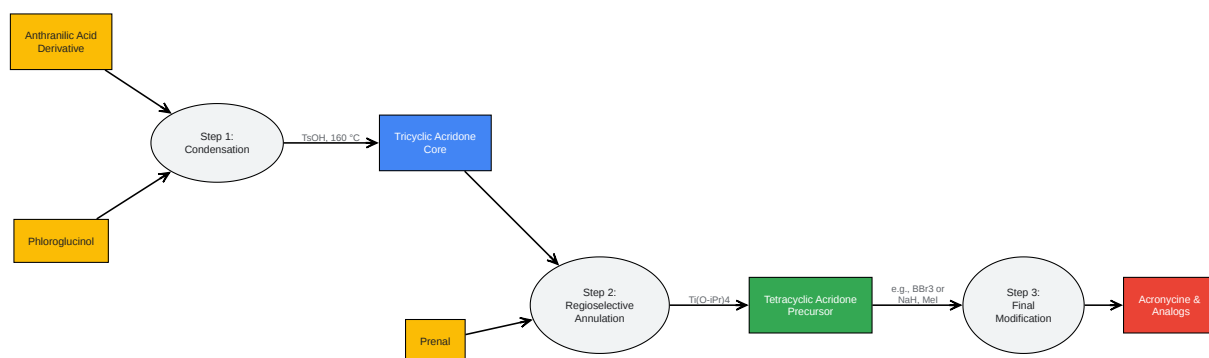 Anthranilic Acid
Derivative
Step 1:
Condensation
TsOH, 160 °C
Tricyclic Acridone
Core
Phloroglucinol
Step 2:
Regioselective
Annulation
Ti(O-iPr)4
Tetracyclic Acridone
Precursor
e.g., BBr3 or
NaH, MeI
Step 3:
Final
Modification
Acronycine &
Analogs
Prenal